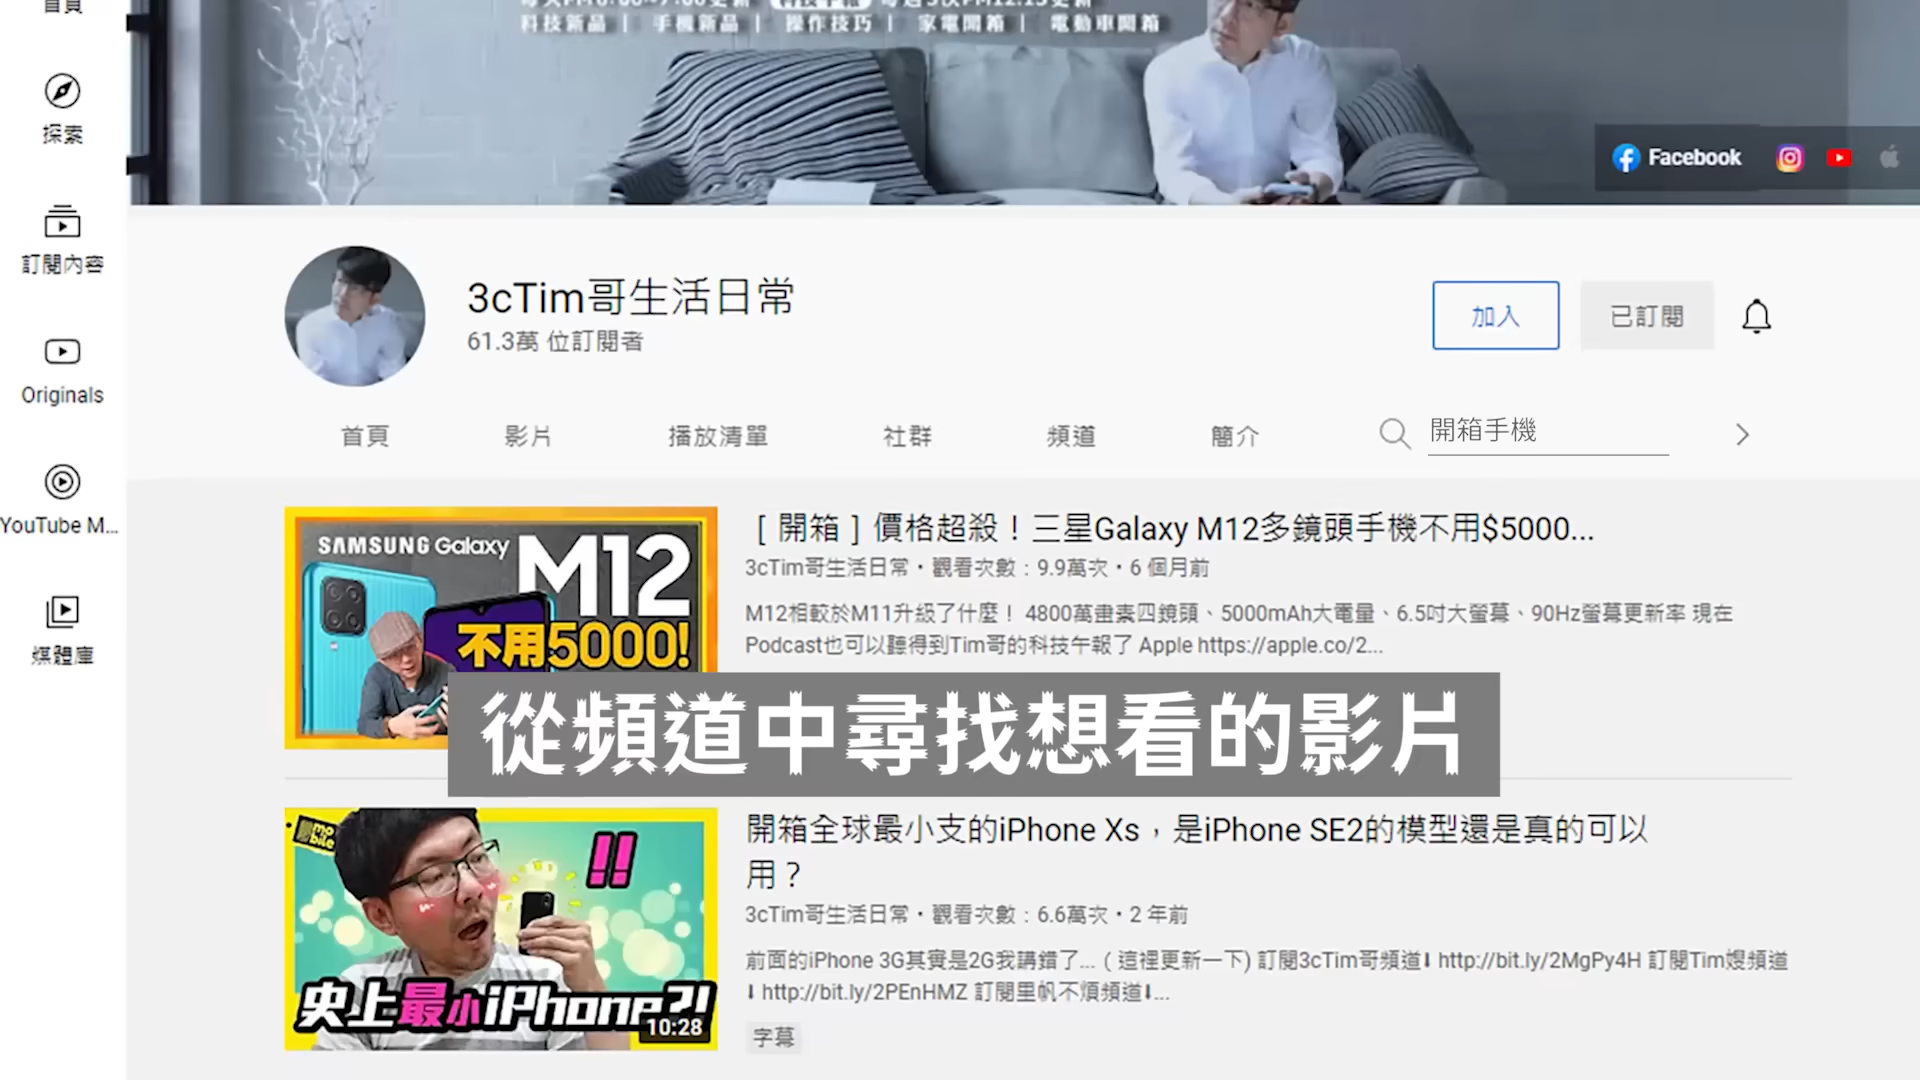 首頁
探索
訂閱內容
Originals
YouTube M...
媒體庫
科技新品 | 手機新品 | 操作技巧 | 家電開箱 | 電動車開箱
Facebook
3cTim哥生活日常
61.3萬 位訂閱者
加入
已訂閱
首頁
影片
播放清單
社群
頻道
簡介
開箱手機
SAMSUNG Galaxy
M12
不用5000!
[ 開箱 ] 價格超殺！三星Galaxy M12多鏡頭手機不用$5000...
3cTim哥生活日常・觀看次數：9.9萬次・6 個月前
M12相較於M11升級了什麼！ 4800萬畫素四鏡頭、5000mAh大電量、6.5吋大螢幕、90Hz螢幕更新率 現在
Podcast也可以聽得到Tim哥的科技午報了 Apple https://apple.co/2...
從頻道中尋找想看的影片
mo
bile
!!
史上最小iPhone?!
10:28
開箱全球最小支的iPhone Xs，是iPhone SE2的模型還是真的可以
用？
3cTim哥生活日常・觀看次數：6.6萬次・2 年前
前面的iPhone 3G其實是2G我講錯了... ( 這裡更新一下) 訂閱3cTim哥頻道⬇ http://bit.ly/2MgPy4H 訂閱Tim嫂頻道
⬇ http://bit.ly/2PEnHMZ 訂閱里帆不煩頻道⬇...
字幕